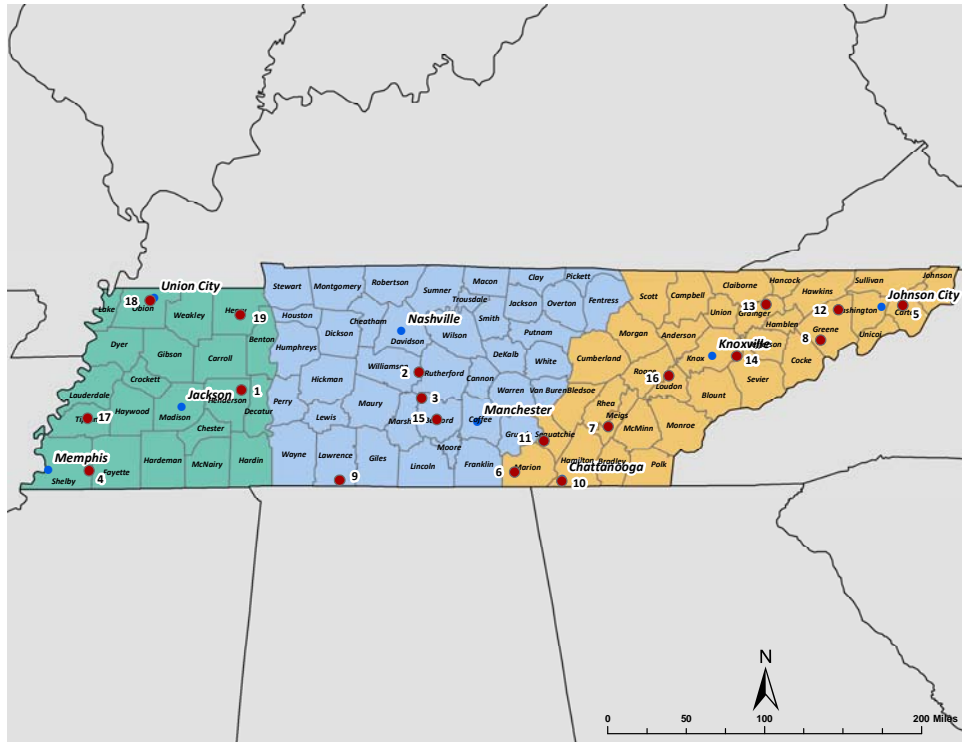 Union City
18
Lake
Obion
Weakley
Henry
19
Benton
Dyer
Gibson
Carroll
Crockett
Lauderdale
Jackson
Henderson
1
Decatur
Tipton
17
Haywood
Madison
Chester
Memphis
Shelby
4
Fayette
Hardeman
McNairy
Hardin
Stewart
Montgomery
Robertson
Sumner
Macon
Clay
Pickett
Trousdale
Jackson
Overton
Fentress
Houston
Cheatham
Nashville
Smith
Dickson
Davidson
Wilson
Putnam
Humphreys
DeKalb
White
Williamson
2
Rutherford
Cannon
Hickman
Warren
Van Buren
Perry
Maury
3
Lewis
Manchester
15
Marshall
Bedford
Coffee
Grundy
Moore
Wayne
Lawrence
Giles
Lincoln
Franklin
9
Scott
Campbell
Claiborne
Hancock
Hawkins
Sullivan
Johnson
Johnson City
Union
13
Grainger
12
Washington
Carter
5
Hamblen
Unicoi
Morgan
Anderson
Greene
8
Knoxville
Jefferson
Cumberland
Knox
14
Cocke
Roane
16
Loudon
Sevier
Bledsoe
Blount
Rhea
Meigs
7
McMinn
Monroe
11
Sequatchie
Hamilton
Bradley
Polk
6
Marion
Chattanooga
10
N
0
50
100
200 Miles